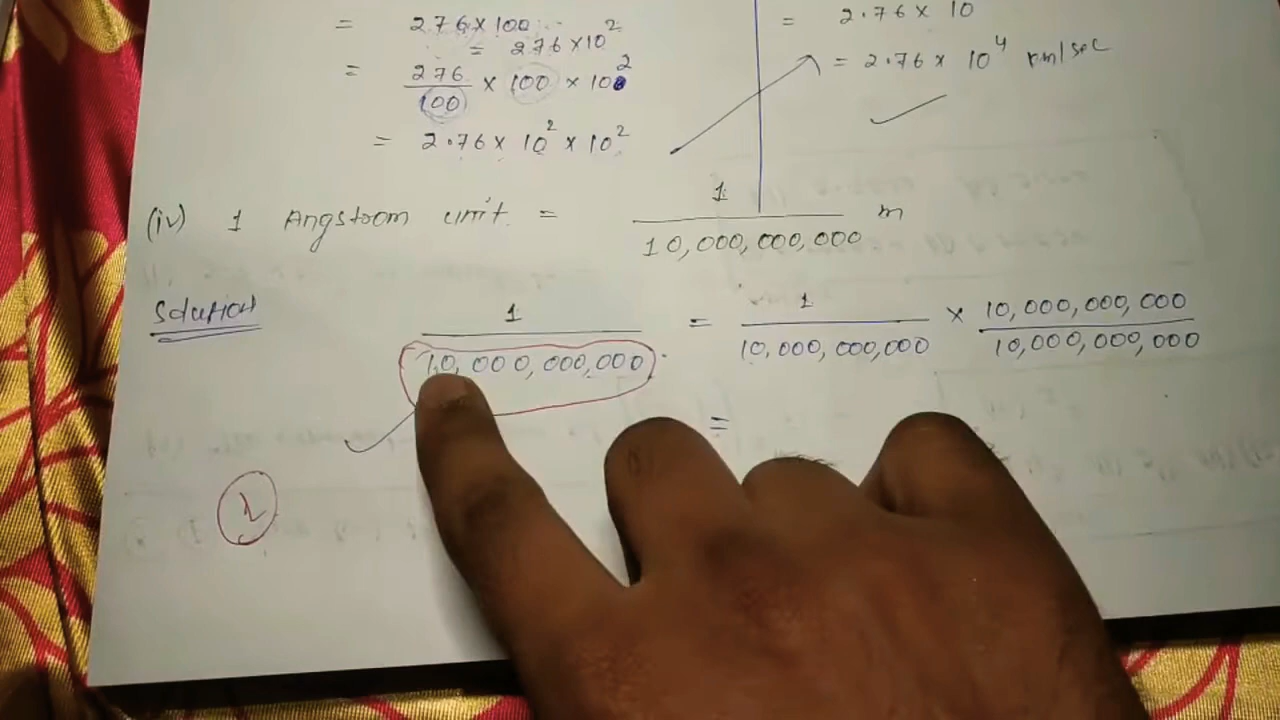 = 276 × 100
= 276 × 10²
= 276/100 × 100 × 10²
= 2.76 × 10² × 10²
= 2.76 × 10
= 2.76 × 10⁴ km/sec
(iv) 1 Angstrom unit = 1/10,000,000,000 m
Solution
1/10,000,000,000 = 1/10,000,000,000 × 10,000,000,000/10,000,000,000
=
1